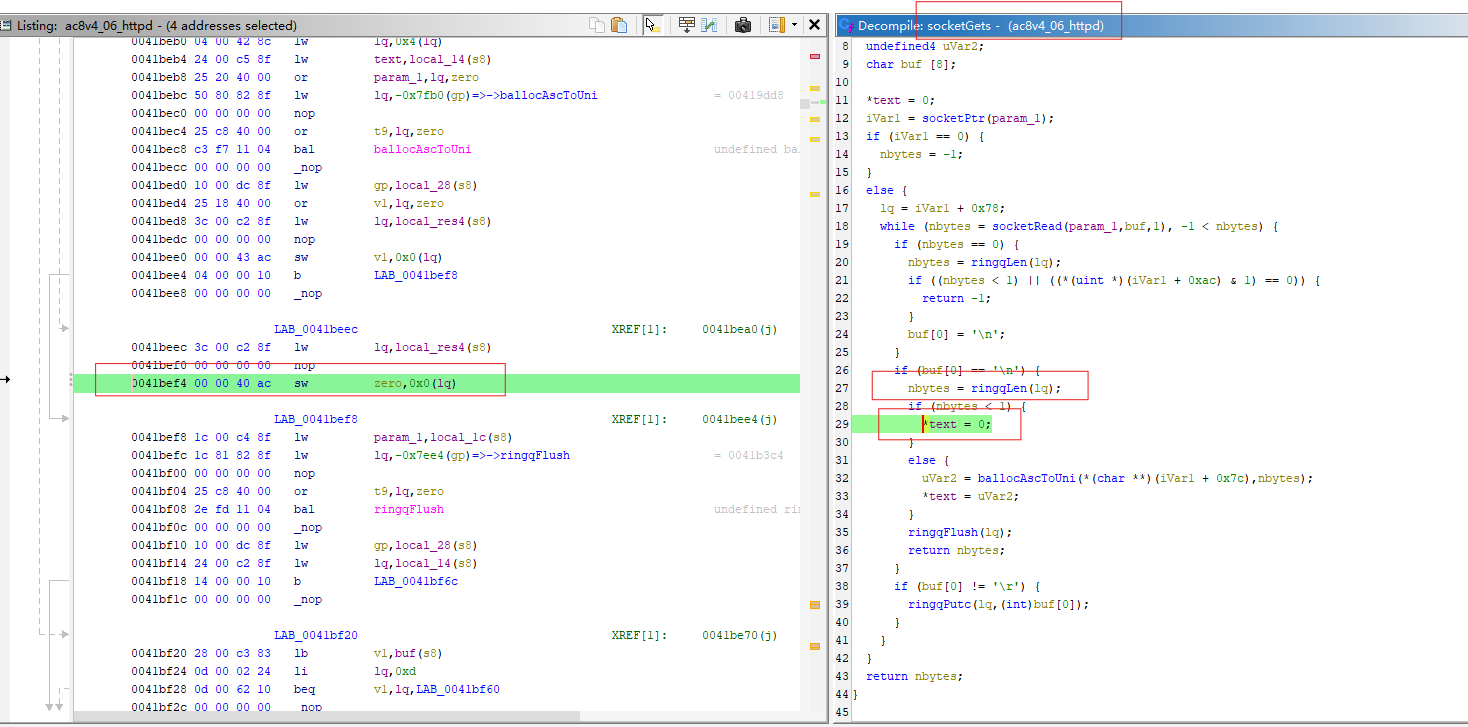 Listing: ac8v4_06_httpd - (4 addresses selected)
0041beb0 04 00 42 8c lw lq,0x4(lq)
0041beb4 24 00 c5 8f lw text,local_14(s8)
0041beb8 25 20 40 00 or param_1,lq,zero
0041bebc 50 80 82 8f lw lq,-0x7fb0(gp)=>->ballocAscToUni = 00419dd8
0041bec0 00 00 00 00 nop
0041bec4 25 c8 40 00 or t9,lq,zero
0041bec8 c3 f7 11 04 bal ballocAscToUni undefined bal
0041becc 00 00 00 00 _nop
0041bed0 10 00 dc 8f lw gp,local_28(s8)
0041bed4 25 18 40 00 or v1,lq,zero
0041bed8 3c 00 c2 8f lw lq,local_res4(s8)
0041bedc 00 00 00 00 nop
0041bee0 00 00 43 ac sw v1,0x0(lq)
0041bee4 04 00 00 10 b LAB_0041bef8
0041bee8 00 00 00 00 _nop
LAB_0041beec XREF[1]: 0041bea0(j)
0041beec 3c 00 c2 8f lw lq,local_res4(s8)
0041bef0 00 00 00 00 nop
0041bef4 00 00 40 ac sw zero,0x0(lq)
LAB_0041bef8 XREF[1]: 0041bee4(j)
0041bef8 1c 00 c4 8f lw param_1,local_1c(s8)
0041befc 1c 81 82 8f lw lq,-0x7ee4(gp)=>->ringqFlush = 0041b3c4
0041bf00 00 00 00 00 nop
0041bf04 25 c8 40 00 or t9,lq,zero
0041bf08 2e fd 11 04 bal ringqFlush undefined rin
0041bf0c 00 00 00 00 _nop
0041bf10 10 00 dc 8f lw gp,local_28(s8)
0041bf14 24 00 c2 8f lw lq,local_14(s8)
0041bf18 14 00 00 10 b LAB_0041bf6c
0041bf1c 00 00 00 00 _nop
LAB_0041bf20 XREF[1]: 0041be70(j)
0041bf20 28 00 c3 83 lb v1,buf(s8)
0041bf24 0d 00 02 24 li lq,0xd
0041bf28 0d 00 62 10 beq v1,lq,LAB_0041bf60
0041bf2c 00 00 00 00 _nop
Decompile: socketGets - (ac8v4_06_httpd)
8 undefined4 uVar2;
9 char buf [8];
10
11 *text = 0;
12 iVar1 = socketPtr(param_1);
13 if (iVar1 == 0) {
14 nbytes = -1;
15 }
16 else {
17 lq = iVar1 + 0x78;
18 while (nbytes = socketRead(param_1,buf,1), -1 < nbytes) {
19 if (nbytes == 0) {
20 nbytes = ringqLen(lq);
21 if ((nbytes < 1) || ((*(uint *)(iVar1 + 0xac) & 1) == 0)) {
22 return -1;
23 }
24 buf[0] = '\n';
25 }
26 if (buf[0] == '\n') {
27 nbytes = ringqLen(lq);
28 if (nbytes < 1) {
29 *text = 0;
30 }
31 else {
32 uVar2 = ballocAscToUni(*(char **)(iVar1 + 0x7c),nbytes);
33 *text = uVar2;
34 }
35 ringqFlush(lq);
36 return nbytes;
37 }
38 if (buf[0] != '\r') {
39 ringqPutc(lq,(int)buf[0]);
40 }
41 }
42 }
43 return nbytes;
44 }
45